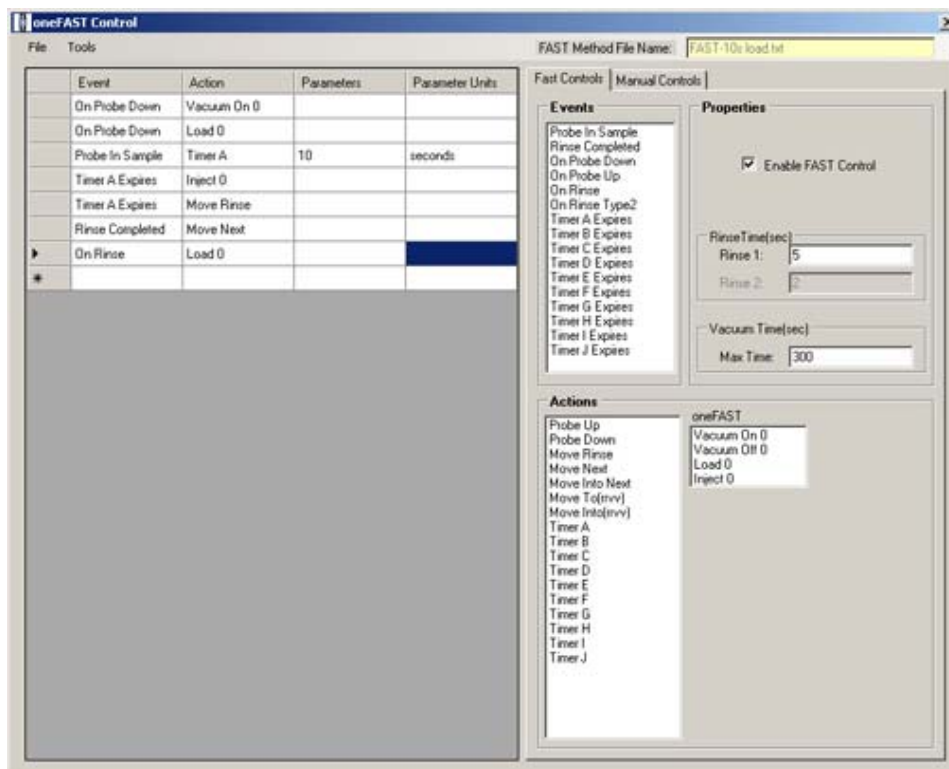 oneFAST Control
File Tools
FAST Method File Name: FAST-10s load.txt
Event Action Parameters Parameter Units
On Probe Down Vacuum On 0
On Probe Down Load 0
Probe In Sample Timer A 10 seconds
Timer A Expires Inject 0
Timer A Expires Move Rinse
Rinse Completed Move Next
On Rinse Load 0
Fast Controls Manual Controls
Events
Probe In Sample
Rinse Completed
On Probe Down
On Probe Up
On Rinse
On Rinse Type2
Timer A Expires
Timer B Expires
Timer C Expires
Timer D Expires
Timer E Expires
Timer F Expires
Timer G Expires
Timer H Expires
Timer I Expires
Timer J Expires
Properties
Enable FAST Control
RinseTime(sec)
Rinse 1: 5
Rinse 2: 2
Vacuum Time(sec)
Max Time: 300
Actions
Probe Up
Probe Down
Move Rinse
Move Next
Move Into Next
Move To(rrvv)
Move Into(rrvv)
Timer A
Timer B
Timer C
Timer D
Timer E
Timer F
Timer G
Timer H
Timer I
Timer J
oneFAST
Vacuum On 0
Vacuum Off 0
Load 0
Inject 0